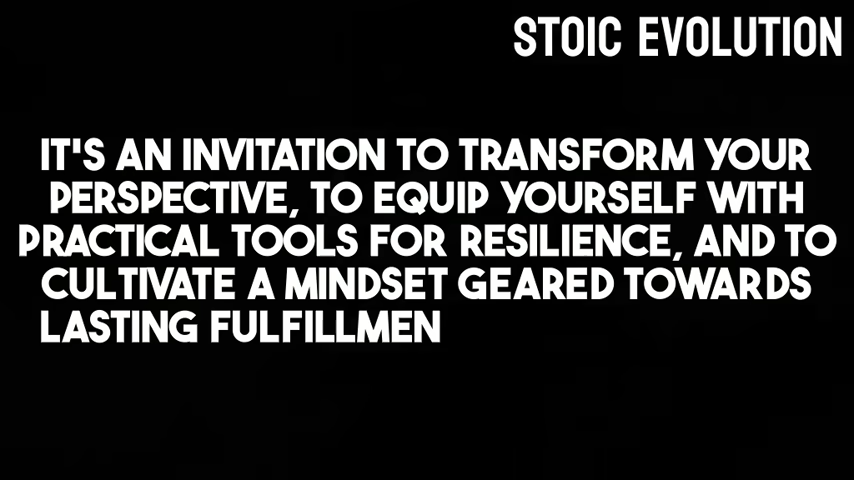 STOIC EVOLUTION
IT'S AN INVITATION TO TRANSFORM YOUR
PERSPECTIVE, TO EQUIP YOURSELF WITH
PRACTICAL TOOLS FOR RESILIENCE, AND TO
CULTIVATE A MINDSET GEARED TOWARDS
LASTING FULFILLMEN